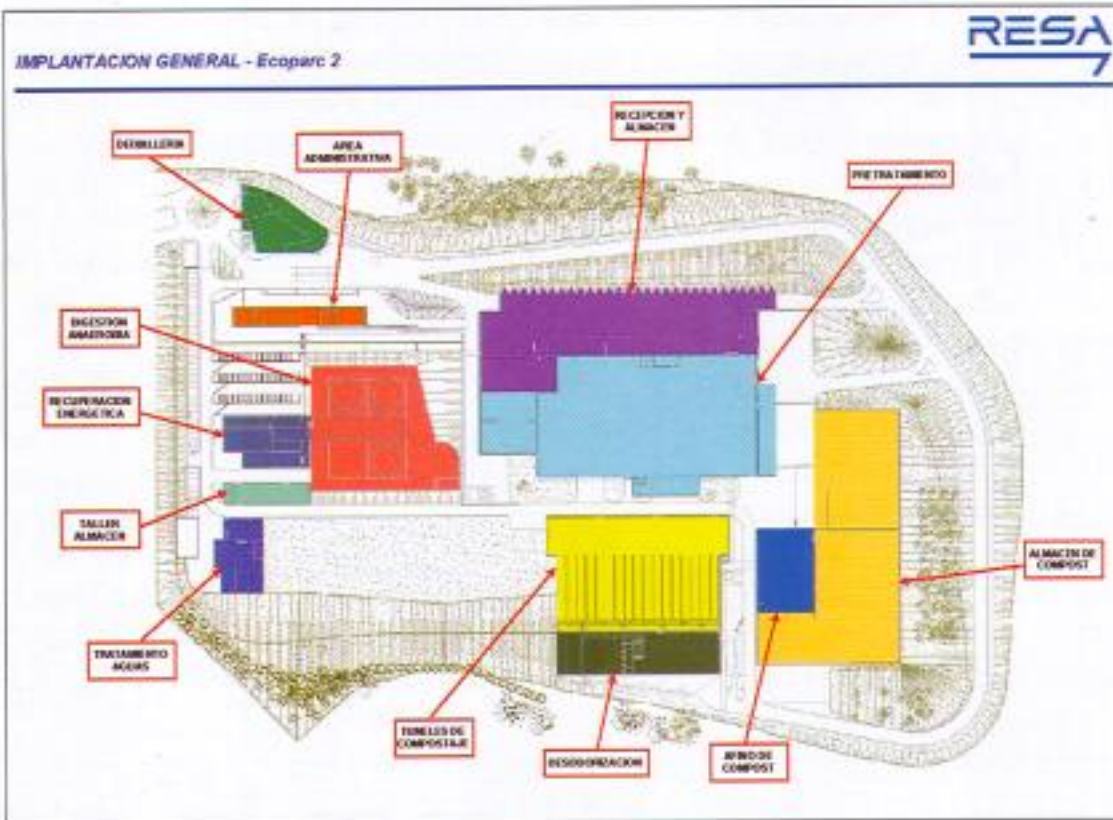 RESA
IMPLANTACION GENERAL - Ecoparc 2
RECEPCION Y
ALMACEN
DEIXALLERIA
AREA
ADMINISTRATIVA
PRETRATAMIENTO
DIGESTION
ANAEROBIA
RECUPERACION
ENERGETICA
TALLER
ALMACEN
ALMACEN DE
COMPOST
TRATAMIENTO
AGUAS
TUNELES DE
COMPOSTAJE
DESODORIZACION
AFINO DE
COMPOST